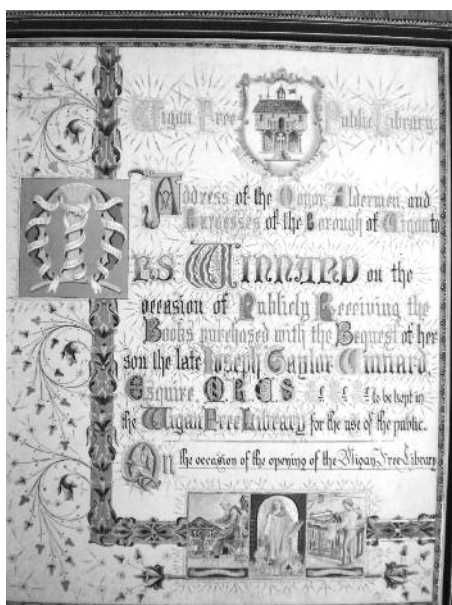 Wigan Free Public Library
Address of the Mayor, Aldermen, and
Burgesses of the Borough of Wigan to
MRS WINNARD on the
occasion of Publicly Receiving the
Books purchased with the Bequest of her
son the late Joseph Taylor Winnard,
Esquire, M.R.C.S to be kept in
the Wigan Free Library for the use of the public.
On the occasion of the opening of the Wigan Free Library